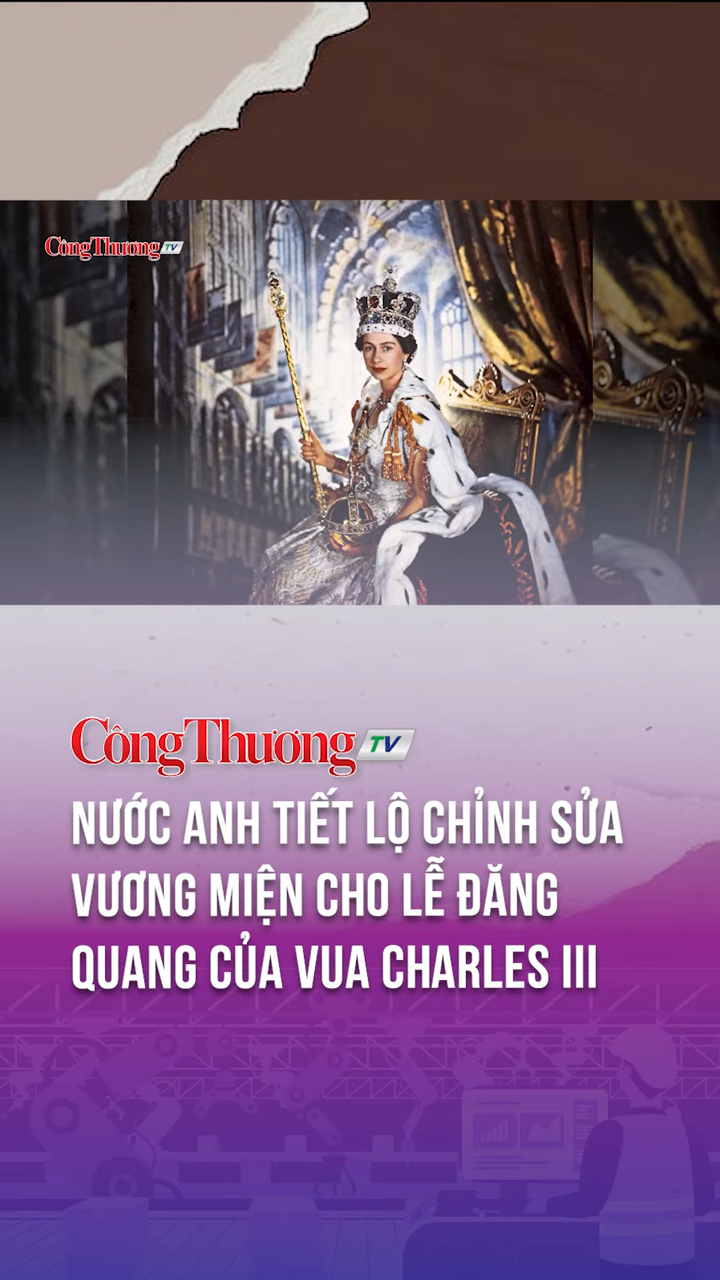 CôngThương TV
CôngThương TV
NƯỚC ANH TIẾT LỘ CHỈNH SỬA
VƯƠNG MIỆN CHO LỄ ĐĂNG
QUANG CỦA VUA CHARLES III